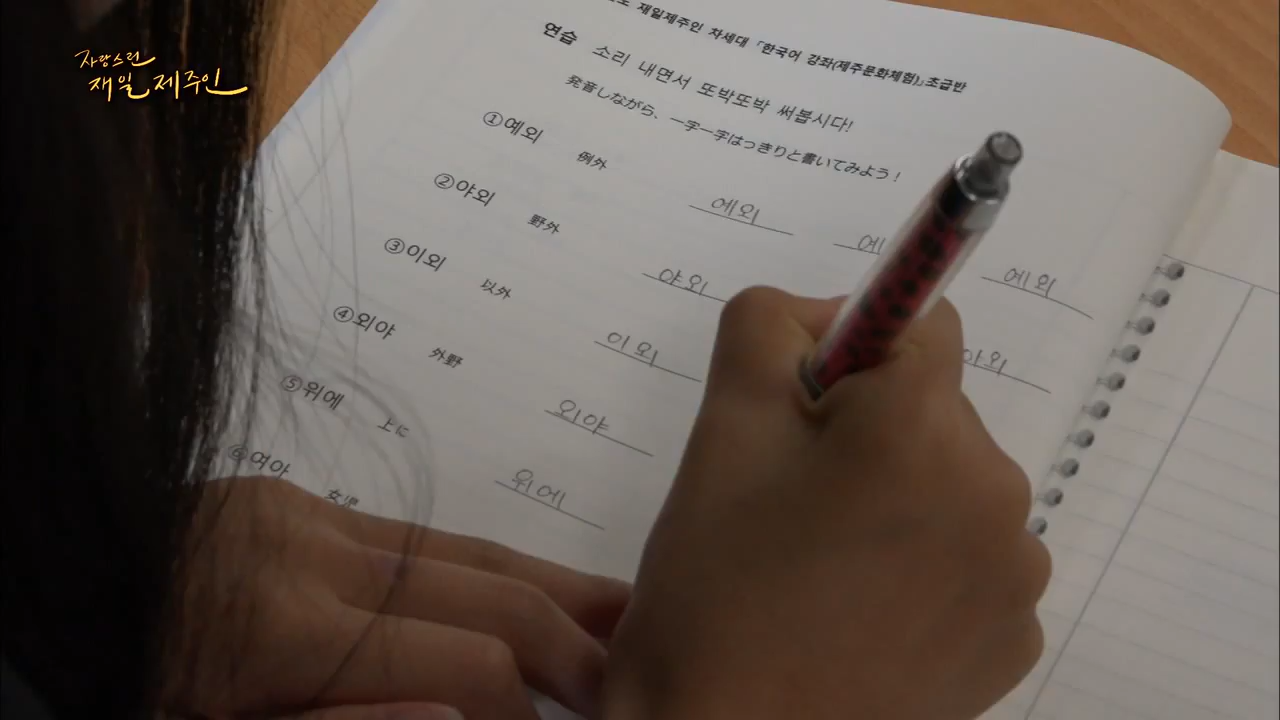 자랑스런
재일제주인
재일제주인 차세대 「한국어 강좌(제주문화체험)」초급반
연습 소리 내면서 또박또박 써봅시다!
発音しながら、一字一字はっきりと書いてみよう!
①예외 例外 예외 예 예외
②야외 野外 야외 야외
③이외 以外 이외
④외야 外野 외야
⑤위에 上に 위에
⑥여아 女児